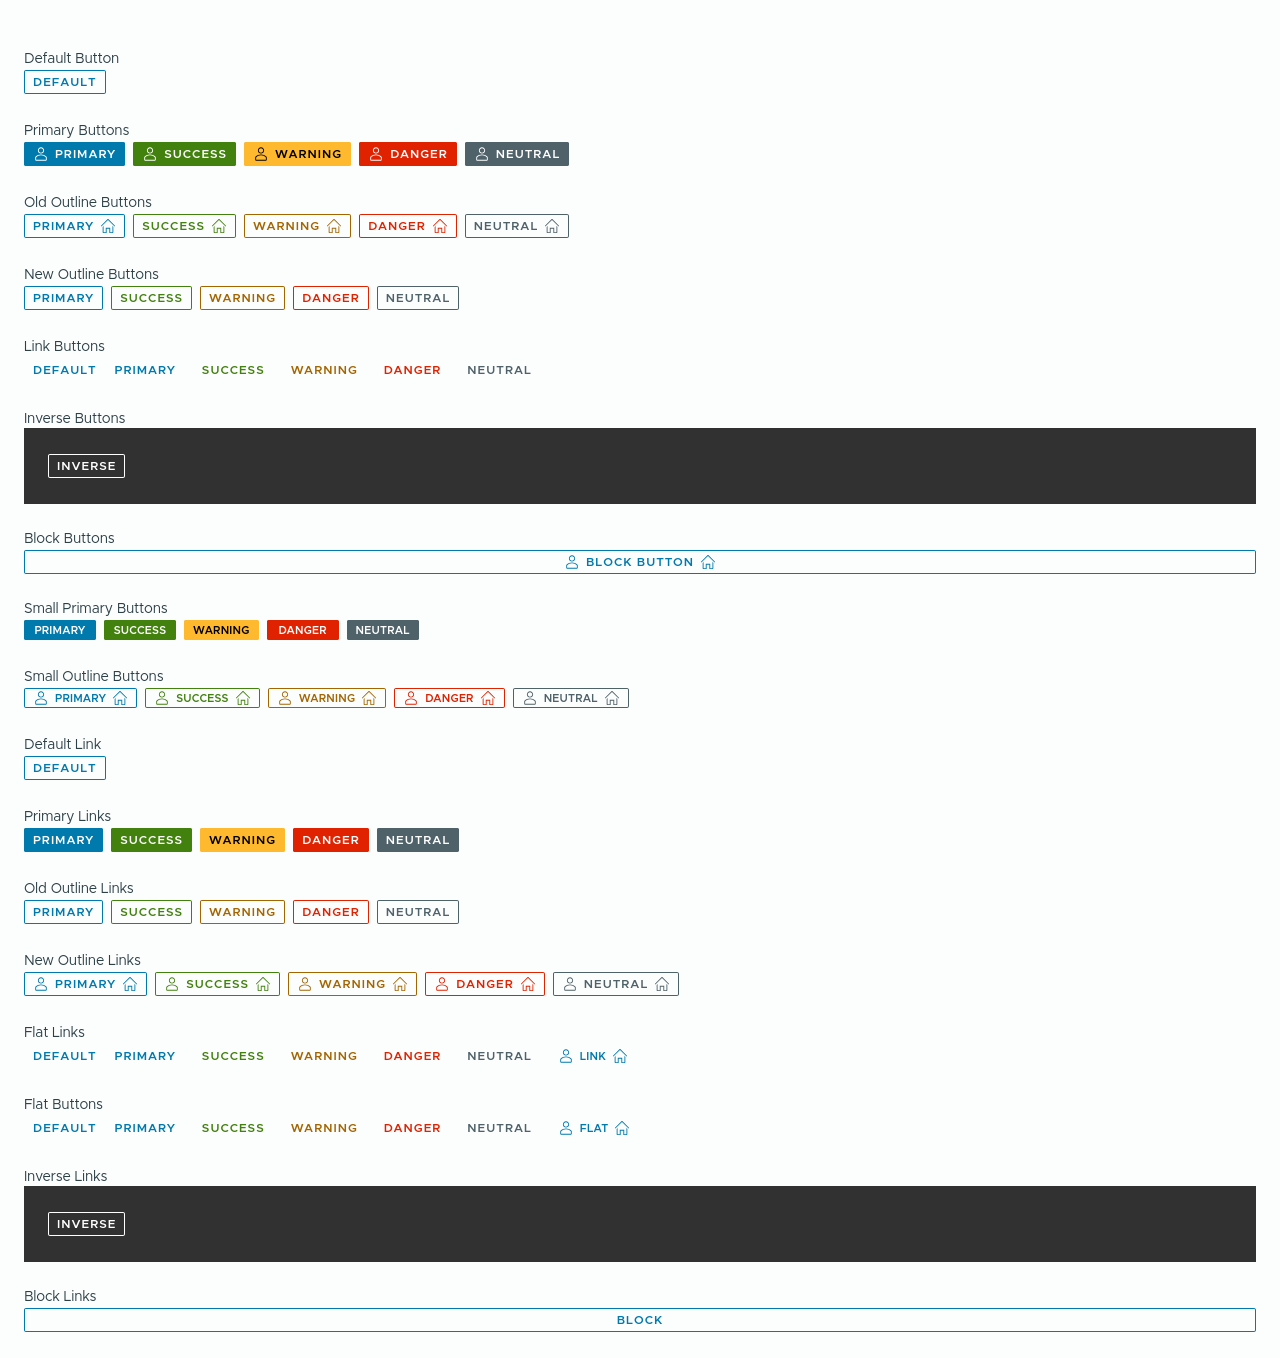 Default Button
DEFAULT
Primary Buttons
PRIMARY SUCCESS WARNING DANGER NEUTRAL
Old Outline Buttons
PRIMARY SUCCESS WARNING DANGER NEUTRAL
New Outline Buttons
PRIMARY SUCCESS WARNING DANGER NEUTRAL
Link Buttons
DEFAULT PRIMARY SUCCESS WARNING DANGER NEUTRAL
Inverse Buttons
INVERSE
Block Buttons
BLOCK BUTTON
Small Primary Buttons
PRIMARY SUCCESS WARNING DANGER NEUTRAL
Small Outline Buttons
PRIMARY SUCCESS WARNING DANGER NEUTRAL
Default Link
DEFAULT
Primary Links
PRIMARY SUCCESS WARNING DANGER NEUTRAL
Old Outline Links
PRIMARY SUCCESS WARNING DANGER NEUTRAL
New Outline Links
PRIMARY SUCCESS WARNING DANGER NEUTRAL
Flat Links
DEFAULT PRIMARY SUCCESS WARNING DANGER NEUTRAL LINK
Flat Buttons
DEFAULT PRIMARY SUCCESS WARNING DANGER NEUTRAL FLAT
Inverse Links
INVERSE
Block Links
BLOCK